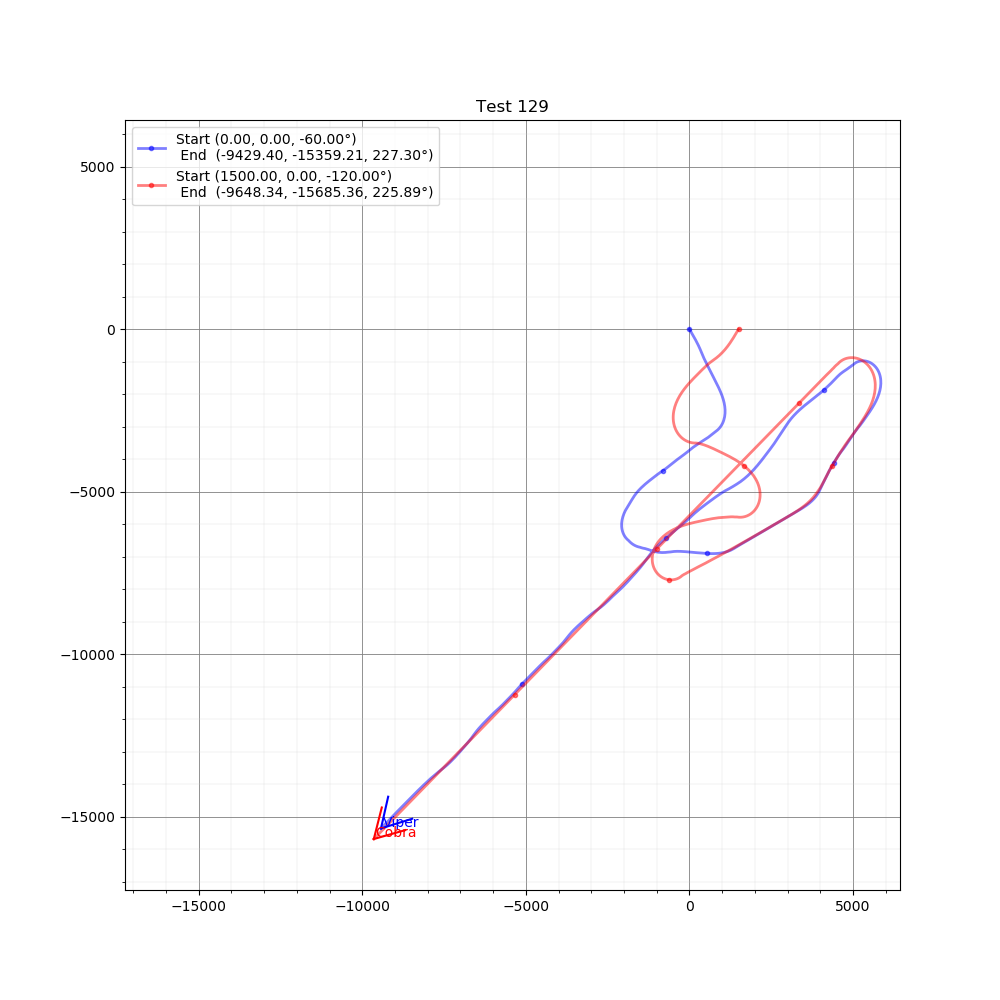 Test 129
Start (0.00, 0.00, -60.00°)
End (-9429.40, -15359.21, 227.30°)
Start (1500.00, 0.00, -120.00°)
End (-9648.34, -15685.36, 225.89°)
5000
0
−5000
−10000
−15000
Viper
Cobra
−15000
−10000
−5000
0
5000